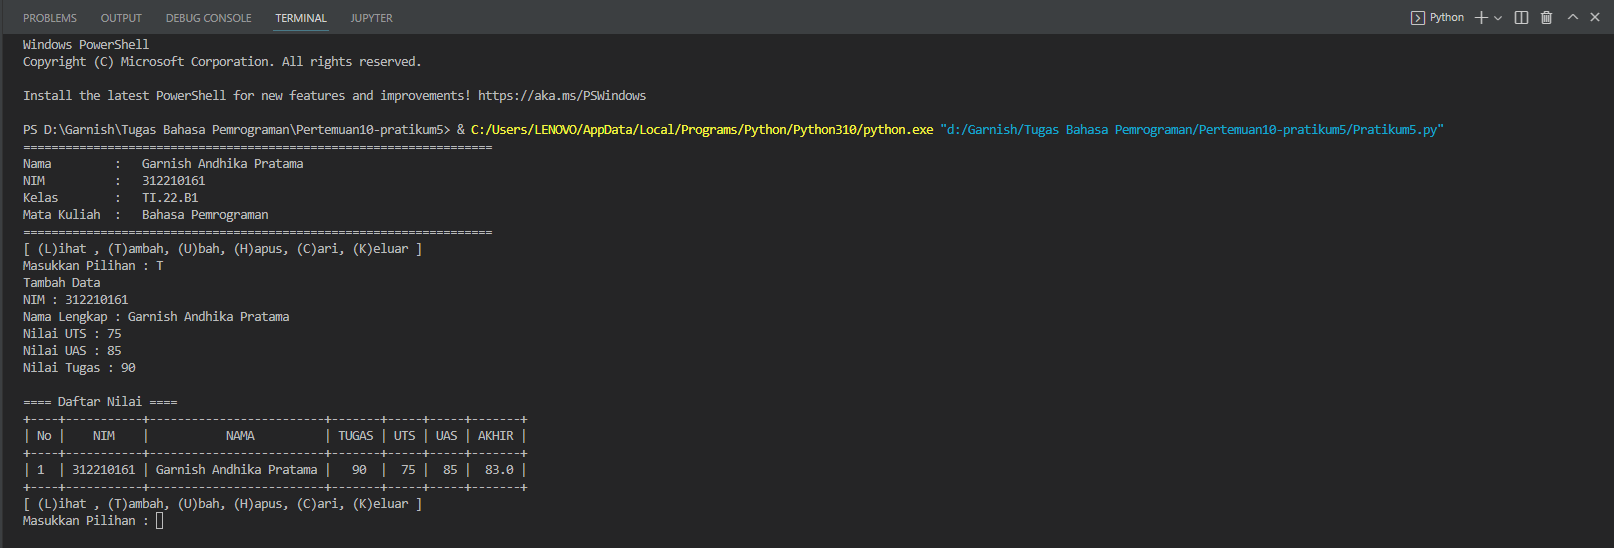 PROBLEMS OUTPUT DEBUG CONSOLE TERMINAL JUPYTER Python
Windows PowerShell
Copyright (C) Microsoft Corporation. All rights reserved.
Install the latest PowerShell for new features and improvements! https://aka.ms/PSWindows
PS D:\Garnish\Tugas Bahasa Pemrograman\Pertemuan10-pratikum5> & C:/Users/LENOVO/AppData/Local/Programs/Python/Python310/python.exe "d:/Garnish/Tugas Bahasa Pemrograman/Pertemuan10-pratikum5/Pratikum5.py"
===================================================================
Nama         :   Garnish Andhika Pratama
NIM          :   312210161
Kelas        :   TI.22.B1
Mata Kuliah  :   Bahasa Pemrograman
===================================================================
[ (L)ihat , (T)ambah, (U)bah, (H)apus, (C)ari, (K)eluar ]
Masukkan Pilihan : T
Tambah Data
NIM : 312210161
Nama Lengkap : Garnish Andhika Pratama
Nilai UTS : 75
Nilai UAS : 85
Nilai Tugas : 90
==== Daftar Nilai ====
+----+-----------+-------------------------+-------+-----+-----+-------+
| No |    NIM    |           NAMA          | TUGAS | UTS | UAS | AKHIR |
+----+-----------+-------------------------+-------+-----+-----+-------+
| 1  | 312210161 | Garnish Andhika Pratama |   90  |  75 |  85 |  83.0 |
+----+-----------+-------------------------+-------+-----+-----+-------+
[ (L)ihat , (T)ambah, (U)bah, (H)apus, (C)ari, (K)eluar ]
Masukkan Pilihan :